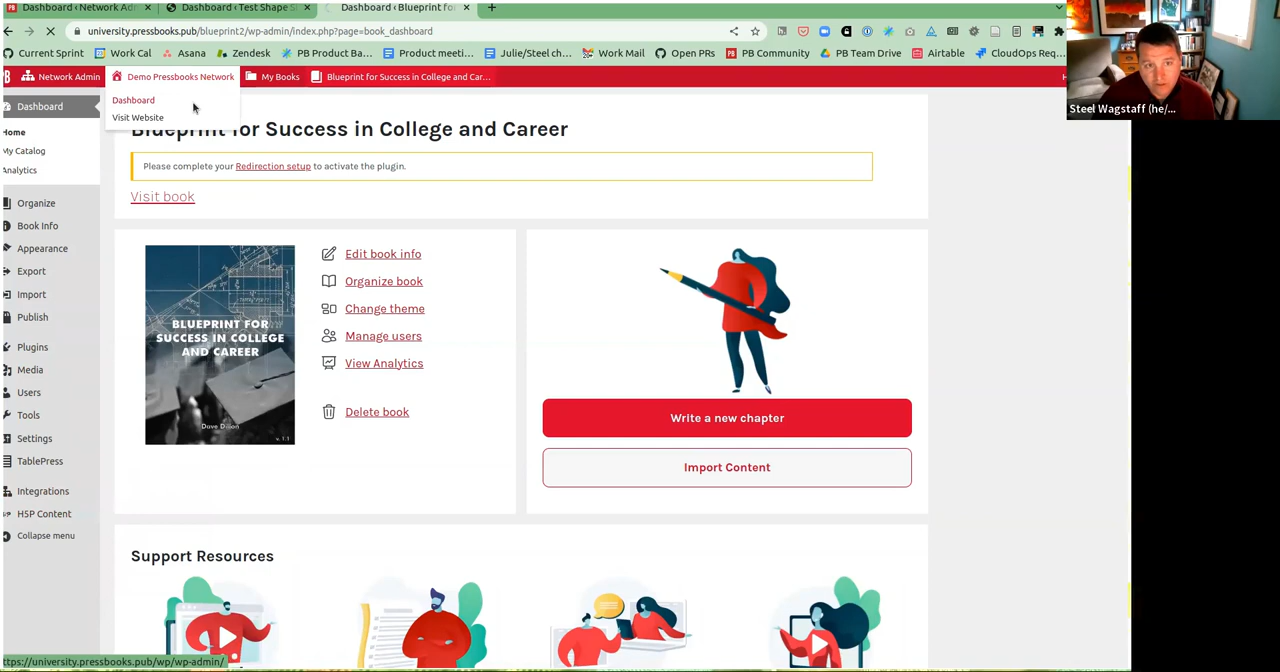 Dashboard ‹ Network Adm
Dashboard ‹ Test Shape S
Dashboard ‹ Blueprint for
university.pressbooks.pub/blueprint2/wp-admin/index.php?page=book_dashboard
Current Sprint
Work Cal
Asana
Zendesk
PB Product Ba...
Product meeti...
Julie/Steel ch...
Work Mail
Open PRs
PB Community
PB Team Drive
Airtable
CloudOps Req...
Network Admin
Demo Pressbooks Network
My Books
Blueprint for Success in College and Car...
H
Steel Wagstaff (he/...
Dashboard
Visit Website
Dashboard
Home
My Catalog
Analytics
Organize
Book Info
Appearance
Export
Import
Publish
Plugins
Media
Users
Tools
Settings
TablePress
Integrations
H5P Content
Collapse menu
Blueprint for Success in College and Career
Please complete your Redirection setup to activate the plugin.
Visit book
BLUEPRINT FOR
SUCCESS IN COLLEGE
AND CAREER
Dave Dillon
v. 1.1
Edit book info
Organize book
Change theme
Manage users
View Analytics
Delete book
Write a new chapter
Import Content
Support Resources
ttps://university.pressbooks.pub/wp/wp-admin/